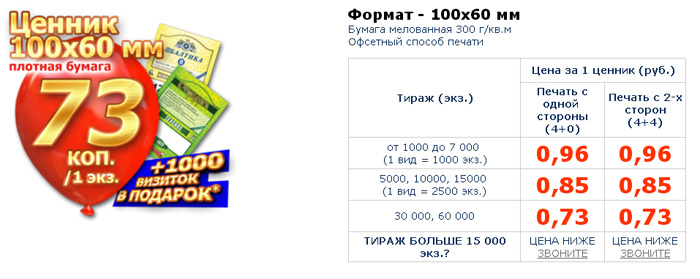 Ценник
100х60 мм
плотная бумага
73
КОП.
/1 экз.
+1000
ВИЗИТОК
В ПОДАРОК*
Формат - 100х60 мм
Бумага мелованная 300 г/кв.м
Офсетный способ печати
Тираж (экз.)
Цена за 1 ценник (руб.)
Печать с
одной
стороны
(4+0)
Печать с 2-х
сторон
(4+4)
от 1000 до 7 000
(1 вид = 1000 экз.)
0,96
0,96
5000, 10000, 15000
(1 вид = 2500 экз.)
0,85
0,85
30 000, 60 000
0,73
0,73
ТИРАЖ БОЛЬШЕ 15 000
экз.?
ЦЕНА НИЖЕ
ЗВОНИТЕ
ЦЕНА НИЖЕ
ЗВОНИТЕ